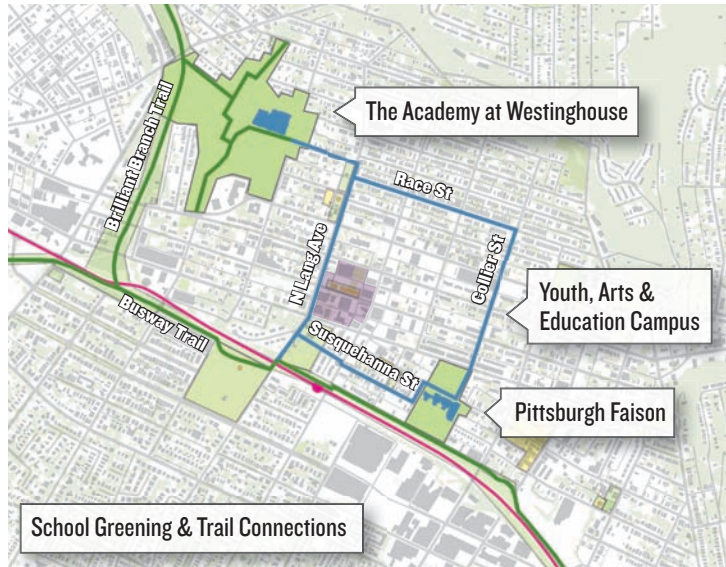 The Academy at Westinghouse
Brilliant Branch Trail
Race St
N Lang Ave
Collier St
Youth, Arts &
Education Campus
Busway Trail
Susquehanna St
Pittsburgh Faison
School Greening & Trail Connections